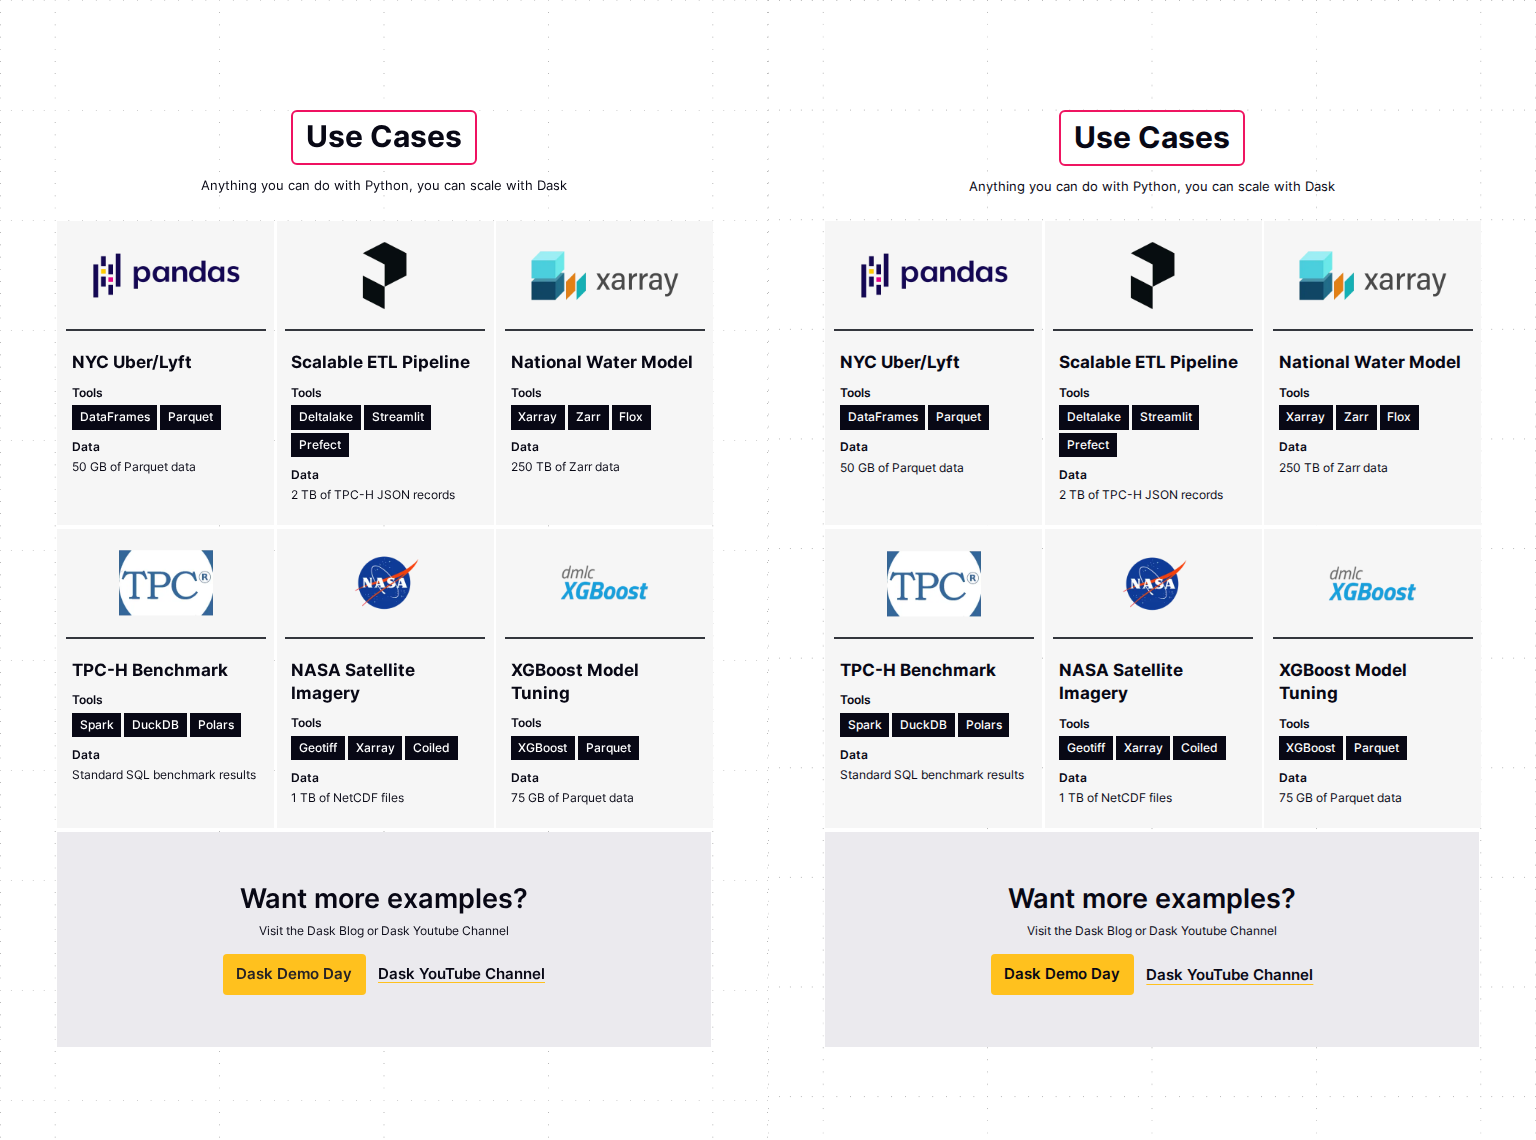 Use Cases
Anything you can do with Python, you can scale with Dask
pandas
xarray
NYC Uber/Lyft
Tools
DataFrames Parquet
Data
50 GB of Parquet data
Scalable ETL Pipeline
Tools
Deltalake Streamlit
Prefect
Data
2 TB of TPC-H JSON records
National Water Model
Tools
Xarray Zarr Flox
Data
250 TB of Zarr data
TPC®
NASA
dmlc
XGBoost
TPC-H Benchmark
Tools
Spark DuckDB Polars
Data
Standard SQL benchmark results
NASA Satellite
Imagery
Tools
Geotiff Xarray Coiled
Data
1 TB of NetCDF files
XGBoost Model
Tuning
Tools
XGBoost Parquet
Data
75 GB of Parquet data
Want more examples?
Visit the Dask Blog or Dask Youtube Channel
Dask Demo Day Dask YouTube Channel
Use Cases
Anything you can do with Python, you can scale with Dask
pandas
xarray
NYC Uber/Lyft
Tools
DataFrames Parquet
Data
50 GB of Parquet data
Scalable ETL Pipeline
Tools
Deltalake Streamlit
Prefect
Data
2 TB of TPC-H JSON records
National Water Model
Tools
Xarray Zarr Flox
Data
250 TB of Zarr data
TPC®
NASA
dmlc
XGBoost
TPC-H Benchmark
Tools
Spark DuckDB Polars
Data
Standard SQL benchmark results
NASA Satellite
Imagery
Tools
Geotiff Xarray Coiled
Data
1 TB of NetCDF files
XGBoost Model
Tuning
Tools
XGBoost Parquet
Data
75 GB of Parquet data
Want more examples?
Visit the Dask Blog or Dask Youtube Channel
Dask Demo Day Dask YouTube Channel